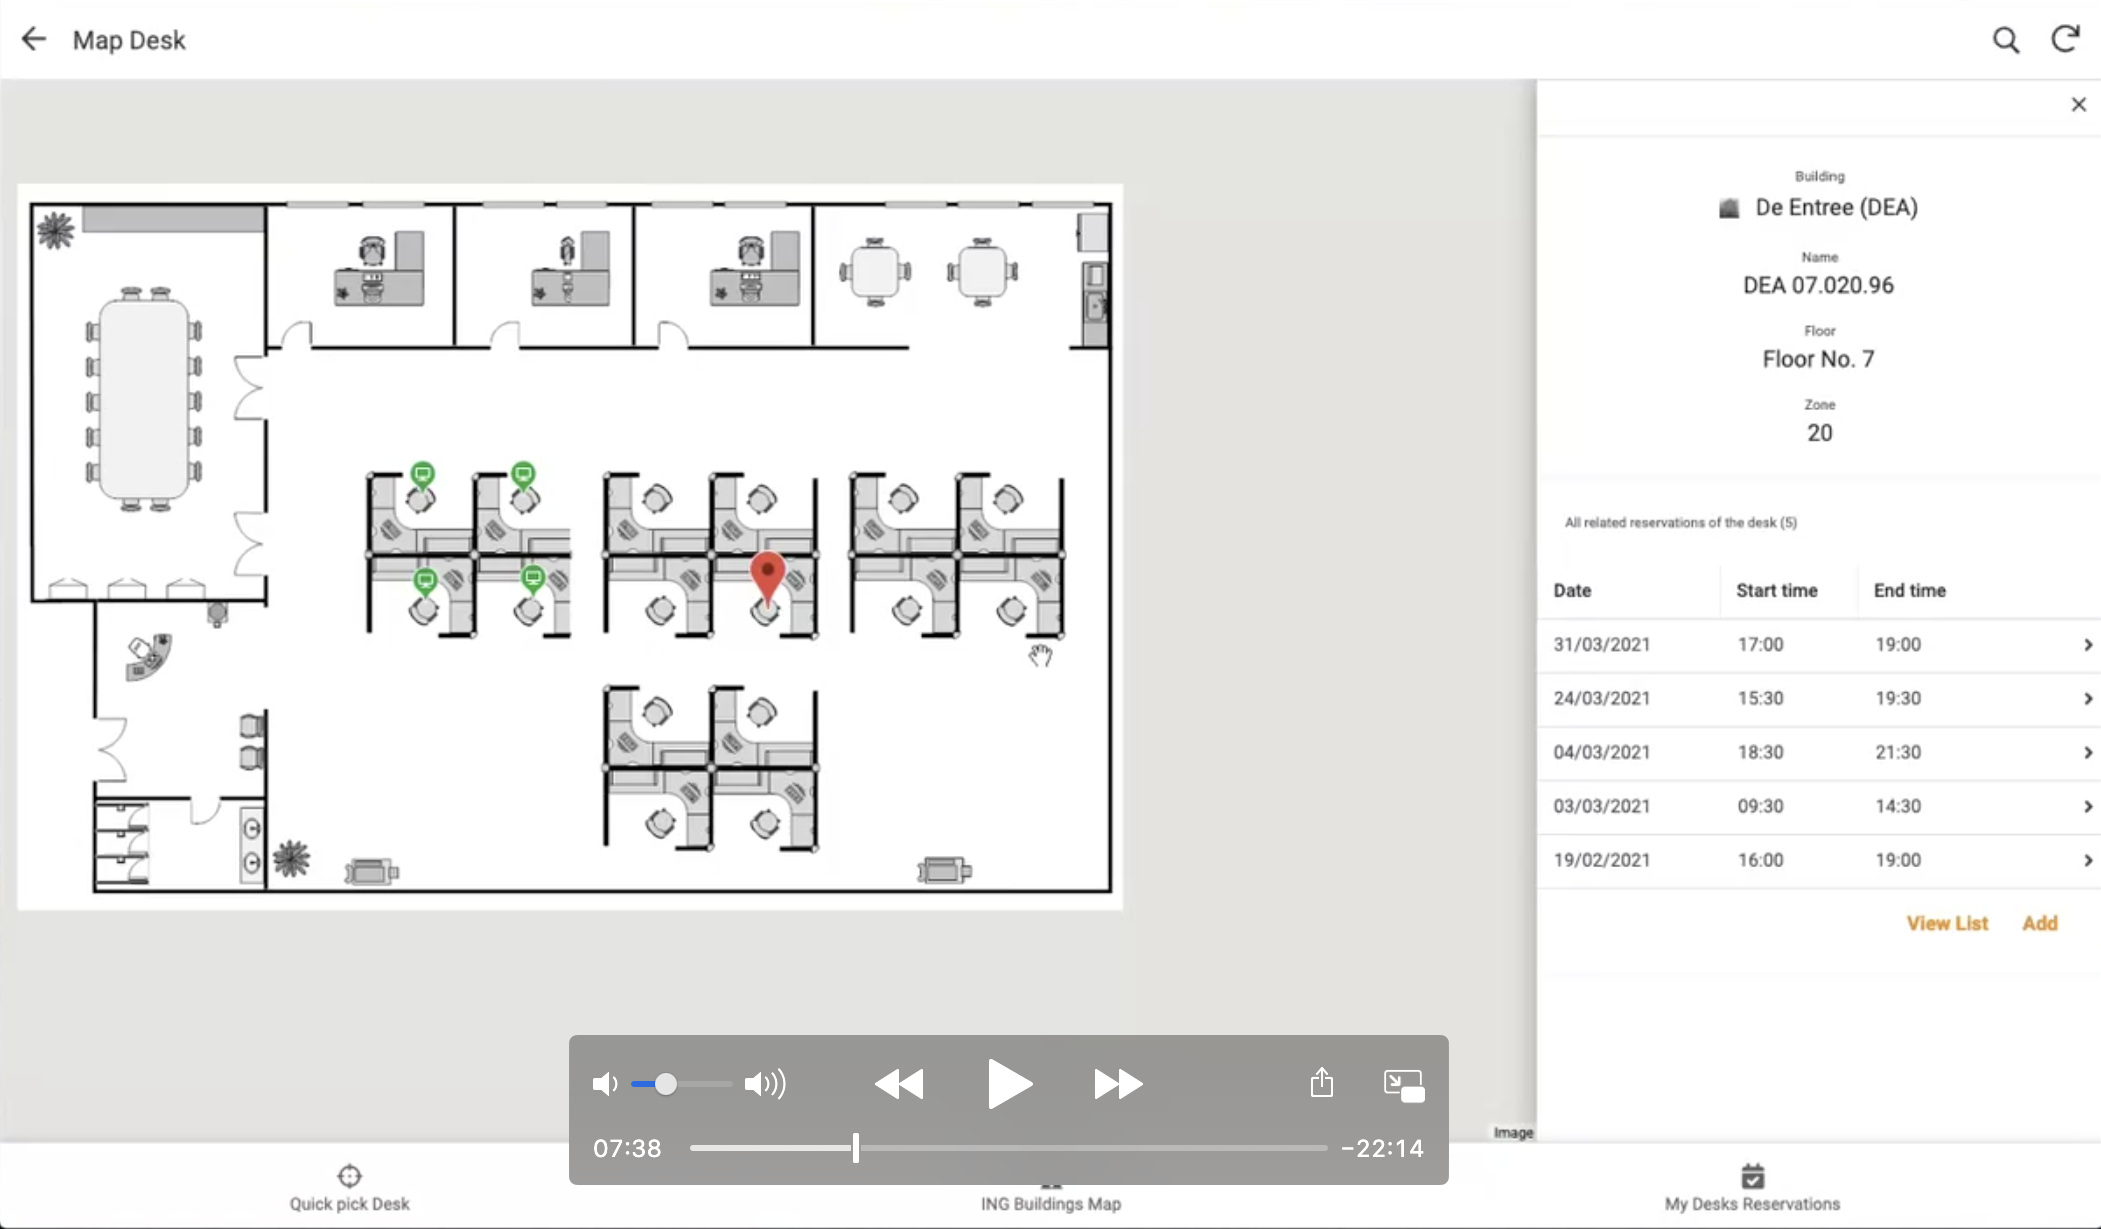 Map Desk
Building
De Entree (DEA)
Name
DEA 07.020.96
Floor
Floor No. 7
Zone
20
All related reservations of the desk (5)
Date Start time End time
31/03/2021 17:00 19:00
24/03/2021 15:30 19:30
04/03/2021 18:30 21:30
03/03/2021 09:30 14:30
19/02/2021 16:00 19:00
View List Add
Image
07:38 −22:14
Quick pick Desk ING Buildings Map My Desks Reservations